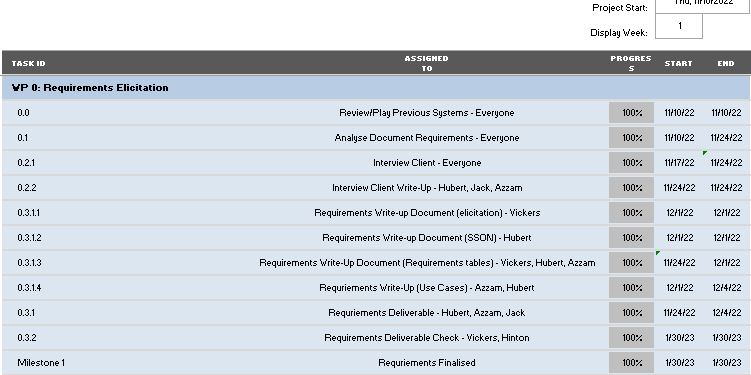 Project Start: Thu, 11/10/2022
Display Week: 1
TASK ID ASSIGNED TO PROGRESS START END
WP 0: Requirements Elicitation
0.0 Review/Play Previous Systems - Everyone 100% 11/10/22 11/10/22
0.1 Analyse Document Requirements - Everyone 100% 11/10/22 11/24/22
0.2.1 Interview Client - Everyone 100% 11/17/22 11/24/22
0.2.2 Interview Client Write-Up - Hubert, Jack, Azzam 100% 11/24/22 11/24/22
0.3.1.1 Requirements Write-up Document (elicitation) - Vickers 100% 12/1/22 12/1/22
0.3.1.2 Requirements Write-up Document (SSON) - Hubert 100% 12/1/22 12/1/22
0.3.1.3 Requirements Write-Up Document (Requirements tables) - Vickers, Hubert, Azzam 100% 11/24/22 12/1/22
0.3.1.4 Requriements Write-Up (Use Cases) - Azzam, Hubert 100% 12/1/22 12/4/22
0.3.1 Requriements Deliverable - Hubert, Azzam, Jack 100% 11/24/22 12/4/22
0.3.2 Requirements Deliverable Check - Vickers, Hinton 100% 1/30/23 1/30/23
Milestone 1 Requriements Finalised 100% 1/30/23 1/30/23